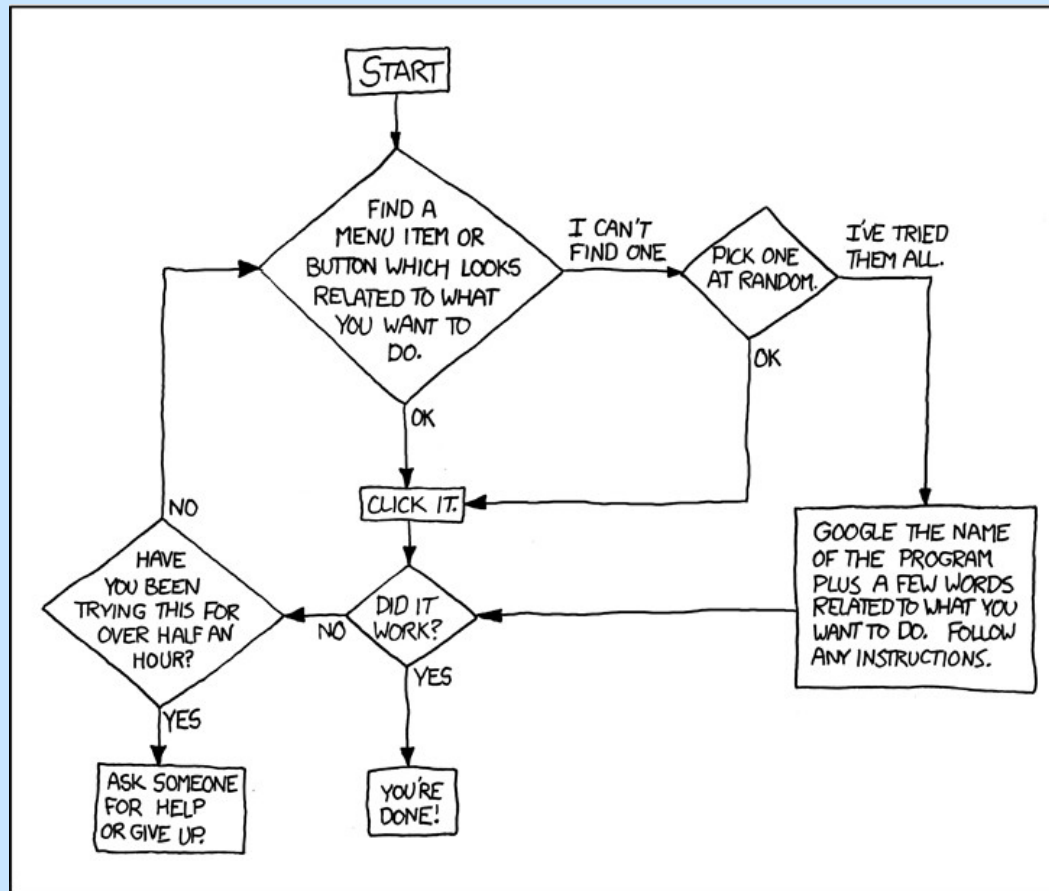 START
FIND A
MENU ITEM OR
BUTTON WHICH LOOKS
RELATED TO WHAT
YOU WANT TO
DO.
I CAN'T
FIND ONE
PICK ONE
AT RANDOM.
I'VE TRIED
THEM ALL.
OK
OK
CLICK IT.
NO
HAVE
YOU BEEN
TRYING THIS FOR
OVER HALF AN
HOUR?
NO
DID IT
WORK?
GOOGLE THE NAME
OF THE PROGRAM
PLUS A FEW WORDS
RELATED TO WHAT YOU
WANT TO DO. FOLLOW
ANY INSTRUCTIONS.
YES
YES
ASK SOMEONE
FOR HELP
OR GIVE UP.
YOU'RE
DONE!